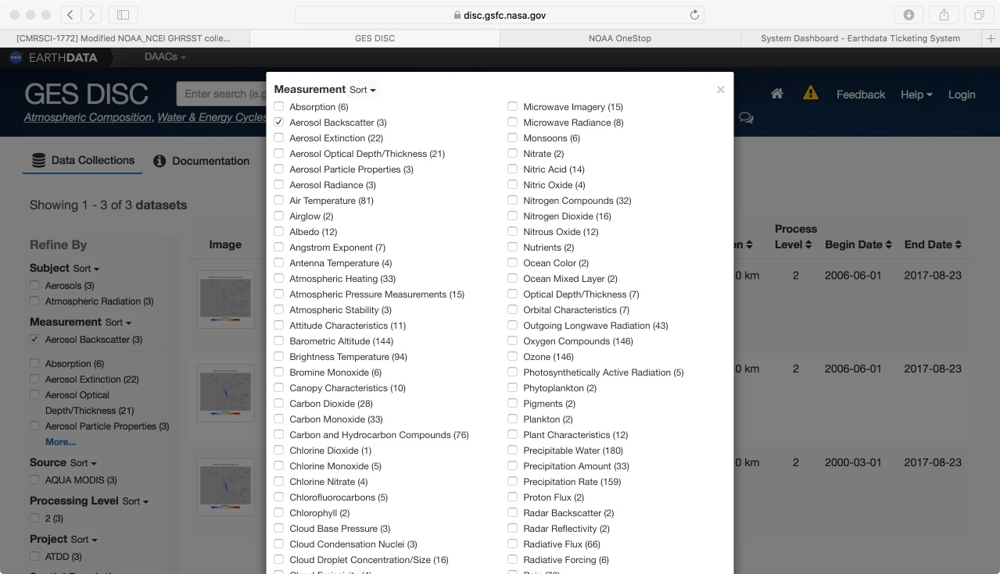 disc.gsfc.nasa.gov
[CMRSCI-1772] Modified NOAA_NCEI GHRSST colle...
GES DISC
NOAA OneStop
System Dashboard - Earthdata Ticketing System
EARTHDATA
DAACs
GES DISC
Enter search (e.g
Feedback
Help
Login
Atmospheric Composition, Water & Energy Cycles
Data Collections
Documentation
Showing 1 - 3 of 3 datasets
Refine By
Subject Sort
Aerosols (3)
Atmospheric Radiation (3)
Measurement Sort
Aerosol Backscatter (3)
Absorption (6)
Aerosol Extinction (22)
Aerosol Optical
Depth/Thickness (21)
Aerosol Particle Properties (3)
More...
Source Sort
AQUA MODIS (3)
Processing Level Sort
2 (3)
Project Sort
ATDD (3)
Image
on
Process
Level
Begin Date
End Date
0 km 2 2006-06-01 2017-08-23
0 km 2 2006-06-01 2017-08-23
0 km 2 2000-03-01 2017-08-23
Measurement Sort
×
Absorption (6)
Aerosol Backscatter (3)
Aerosol Extinction (22)
Aerosol Optical Depth/Thickness (21)
Aerosol Particle Properties (3)
Aerosol Radiance (3)
Air Temperature (81)
Airglow (2)
Albedo (12)
Angstrom Exponent (7)
Antenna Temperature (4)
Atmospheric Heating (33)
Atmospheric Pressure Measurements (15)
Atmospheric Stability (3)
Attitude Characteristics (11)
Barometric Altitude (144)
Brightness Temperature (94)
Bromine Monoxide (6)
Canopy Characteristics (10)
Carbon Dioxide (28)
Carbon Monoxide (33)
Carbon and Hydrocarbon Compounds (76)
Chlorine Dioxide (1)
Chlorine Monoxide (5)
Chlorine Nitrate (4)
Chlorofluorocarbons (5)
Chlorophyll (2)
Cloud Base Pressure (3)
Cloud Condensation Nuclei (3)
Cloud Droplet Concentration/Size (16)
Microwave Imagery (15)
Microwave Radiance (8)
Monsoons (6)
Nitrate (2)
Nitric Acid (14)
Nitric Oxide (4)
Nitrogen Compounds (32)
Nitrogen Dioxide (16)
Nitrous Oxide (12)
Nutrients (2)
Ocean Color (2)
Ocean Mixed Layer (2)
Optical Depth/Thickness (7)
Orbital Characteristics (7)
Outgoing Longwave Radiation (43)
Oxygen Compounds (146)
Ozone (146)
Photosynthetically Active Radiation (5)
Phytoplankton (2)
Pigments (2)
Plankton (2)
Plant Characteristics (12)
Precipitable Water (180)
Precipitation Amount (33)
Precipitation Rate (159)
Proton Flux (2)
Radar Backscatter (2)
Radar Reflectivity (2)
Radiative Flux (66)
Radiative Forcing (6)